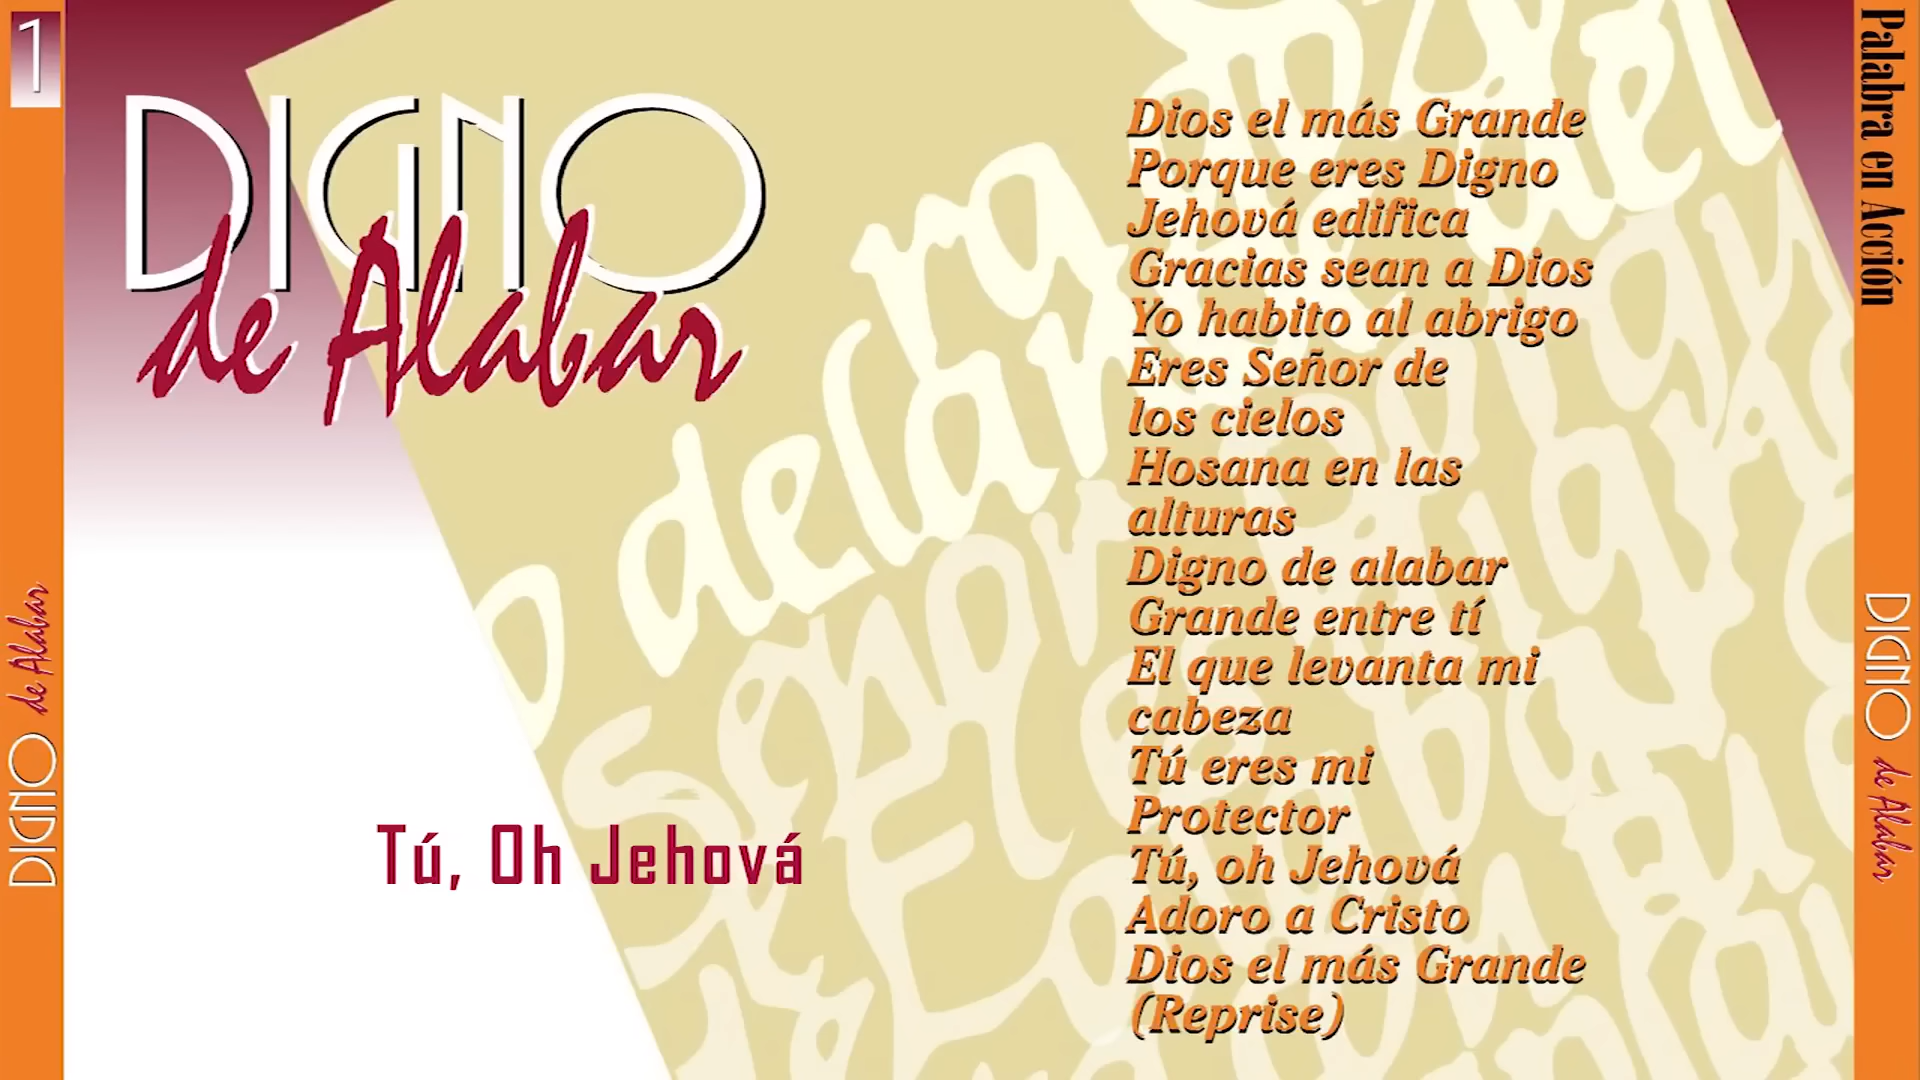 1
DIGNO
de Alabar
Tú, Oh Jehová
Dios el más Grande
Porque eres Digno
Jehová edifica
Gracias sean a Dios
Yo habito al abrigo
Eres Señor de
los cielos
Hosana en las
alturas
Digno de alabar
Grande entre tí
El que levanta mi
cabeza
Tú eres mi
Protector
Tú, oh Jehová
Adoro a Cristo
Dios el más Grande
(Reprise)
DIGNO de Alabar
Palabra en Acción
DIGNO de Alabar